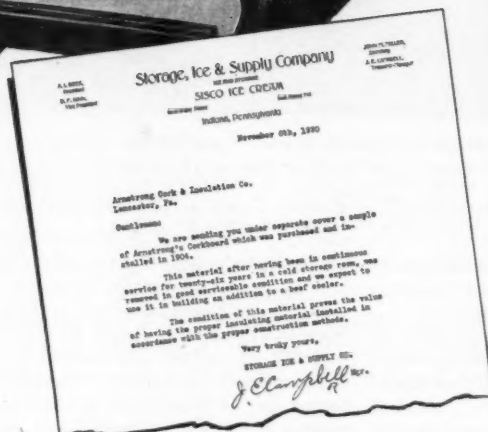 Storage, Ice & Supply Company
SISCO ICE CREAM
Indiana, Pennsylvania
November 6th, 1930
Armstrong Cork & Insulation Co.
Lancaster, Pa.
Gentlemen:
We are sending you under separate cover a sample
of Armstrong's Corkboard which was purchased and in-
stalled in 1904.
This material after having been in continuous
service for twenty-six years in a cold storage room, was
removed in good serviceable condition and we expect to
use it in building an addition to a beef cooler.
The condition of this material proves the value
of having the proper insulating material installed in
accordance with the proper construction methods.
Very truly yours,
STORAGE ICE & SUPPLY CO.
J. E. Campbell Mgr.